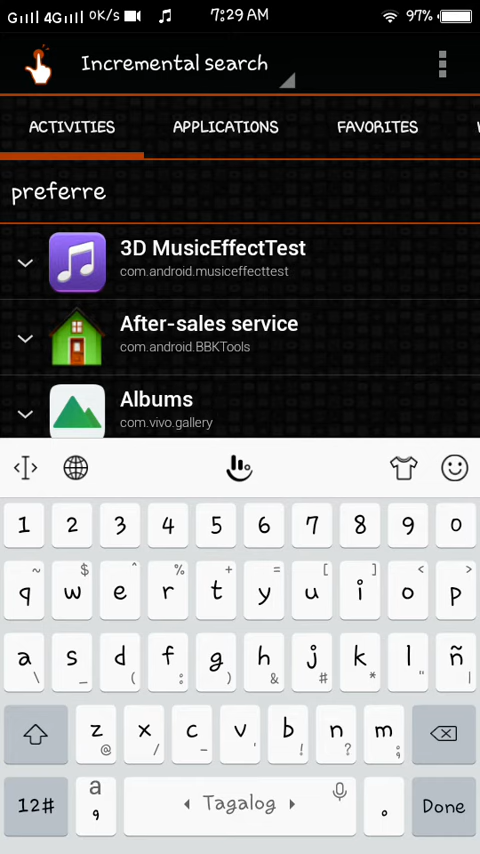 4G 0K/s 7:29 AM 97%
Incremental search
ACTIVITIES APPLICATIONS FAVORITES
preferre
3D MusicEffectTest
com.android.musiceffecttest
After-sales service
com.android.BBKTools
Albums
com.vivo.gallery
1 2 3 4 5 6 7 8 9 0
~ $ ^ % + = [ ] < >
q w e r t y u i o p
a s d f g h j k l ñ
\ _ ( : ) & # * " |
z x c v b n m
@ / - ' ! ? ;
12# a , Tagalog . Done